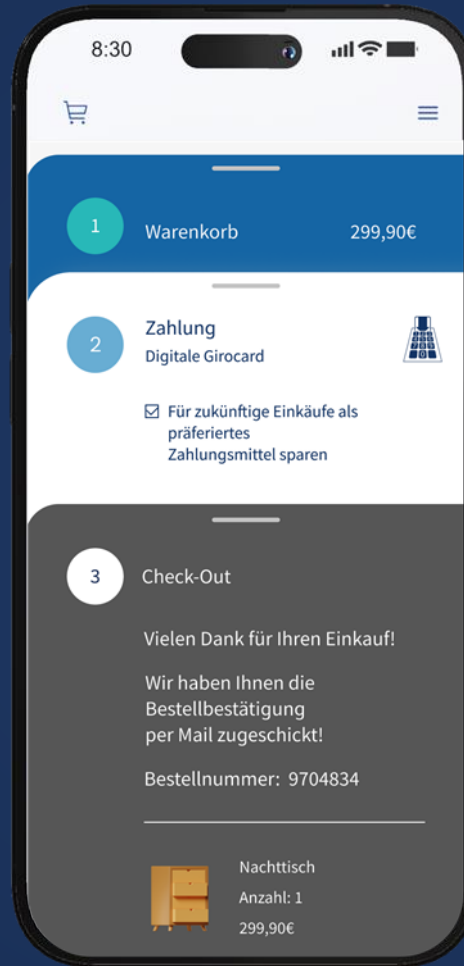 8:30
1
Warenkorb 299,90€
2
Zahlung
Digitale Girocard
Für zukünftige Einkäufe als
präferiertes
Zahlungsmittel sparen
3
Check-Out
Vielen Dank für Ihren Einkauf!
Wir haben Ihnen die
Bestellbestätigung
per Mail zugeschickt!
Bestellnummer: 9704834
Nachttisch
Anzahl: 1
299,90€